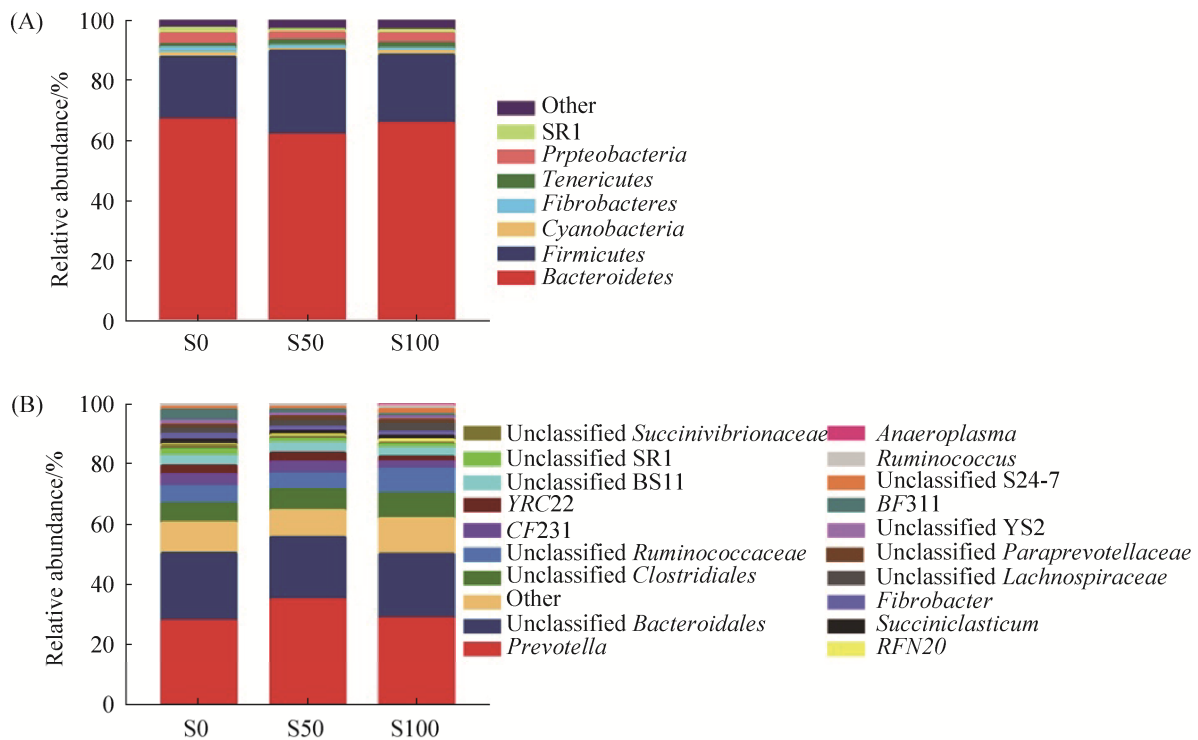 (A)
Relative abundance/%
100
80
60
40
20
0
S0
S50
S100
Other
SR1
Prpteobacteria
Tenericutes
Fibrobacteres
Cyanobacteria
Firmicutes
Bacteroidetes
(B)
Relative abundance/%
100
80
60
40
20
0
S0
S50
S100
Unclassified Succinivibrionaceae
Unclassified SR1
Unclassified BS11
YRC22
CF231
Unclassified Ruminococcaceae
Unclassified Clostridiales
Other
Unclassified Bacteroidales
Prevotella
Anaeroplasma
Ruminococcus
Unclassified S24-7
BF311
Unclassified YS2
Unclassified Paraprevotellaceae
Unclassified Lachnospiraceae
Fibrobacter
Succiniclasticum
RFN20